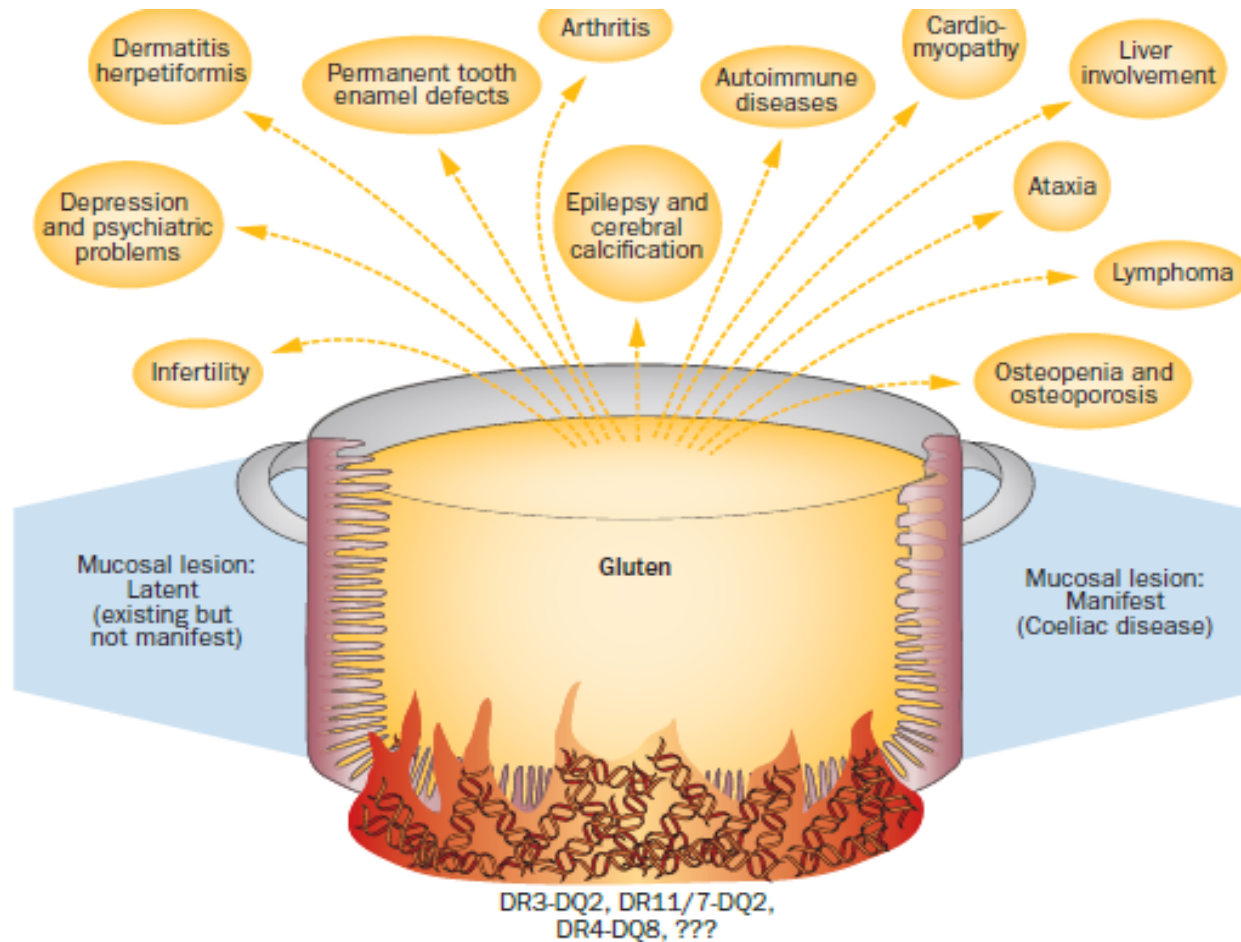 Dermatitis
herpetiformis
Permanent tooth
enamel defects
Arthritis
Autoimmune
diseases
Cardio-
myopathy
Liver
involvement
Depression
and psychiatric
problems
Epilepsy and
cerebral
calcification
Ataxia
Lymphoma
Infertility
Osteopenia and
osteoporosis
Mucosal lesion:
Latent
(existing but
not manifest)
Gluten
Mucosal lesion:
Manifest
(Coeliac disease)
DR3-DQ2, DR11/7-DQ2,
DR4-DQ8, ???